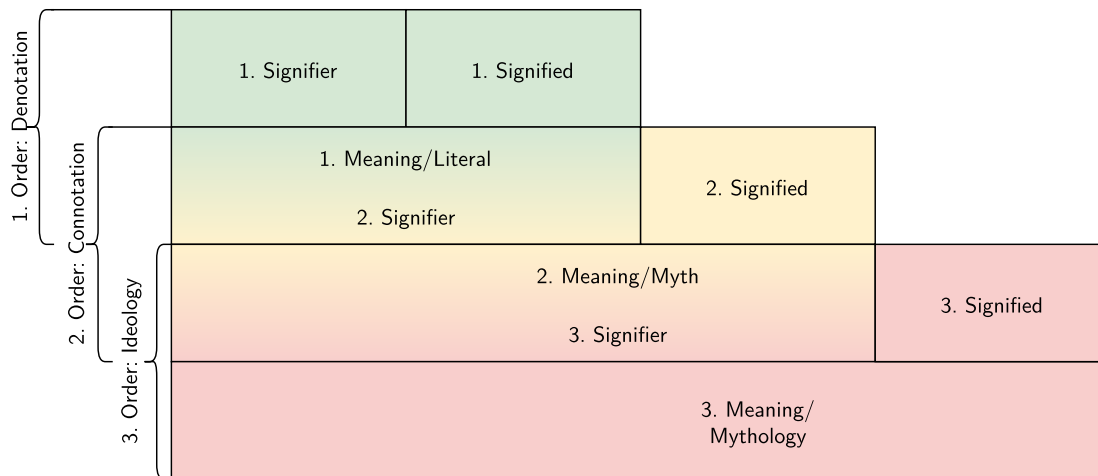 1. Order: Denotation
1. Signifier
1. Signified
2. Order: Connotation
1. Meaning/Literal
2. Signifier
2. Signified
3. Order: Ideology
2. Meaning/Myth
3. Signifier
3. Signified
3. Meaning/
Mythology